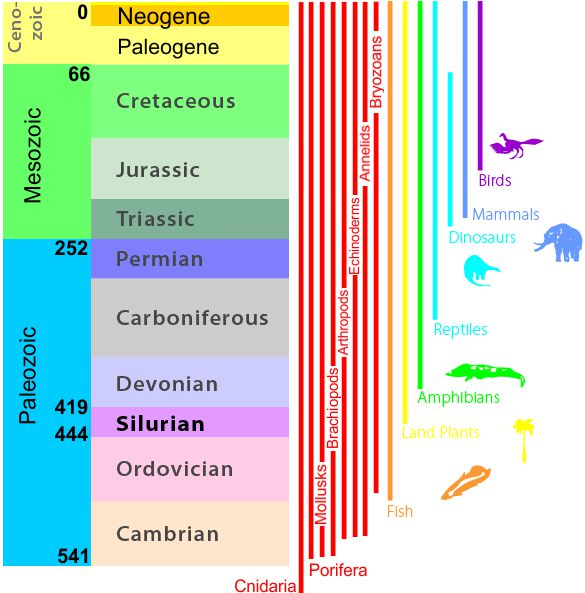 Ceno-
zoic
0
Neogene
Paleogene
66
Mesozoic
Cretaceous
Jurassic
Triassic
252
Paleozoic
Permian
Carboniferous
Devonian
419
Silurian
444
Ordovician
Cambrian
541
Cnidaria
Porifera
Mollusks
Brachiopods
Arthropods
Echinoderms
Annelids
Bryozoans
Fish
Land Plants
Amphibians
Reptiles
Dinosaurs
Mammals
Birds